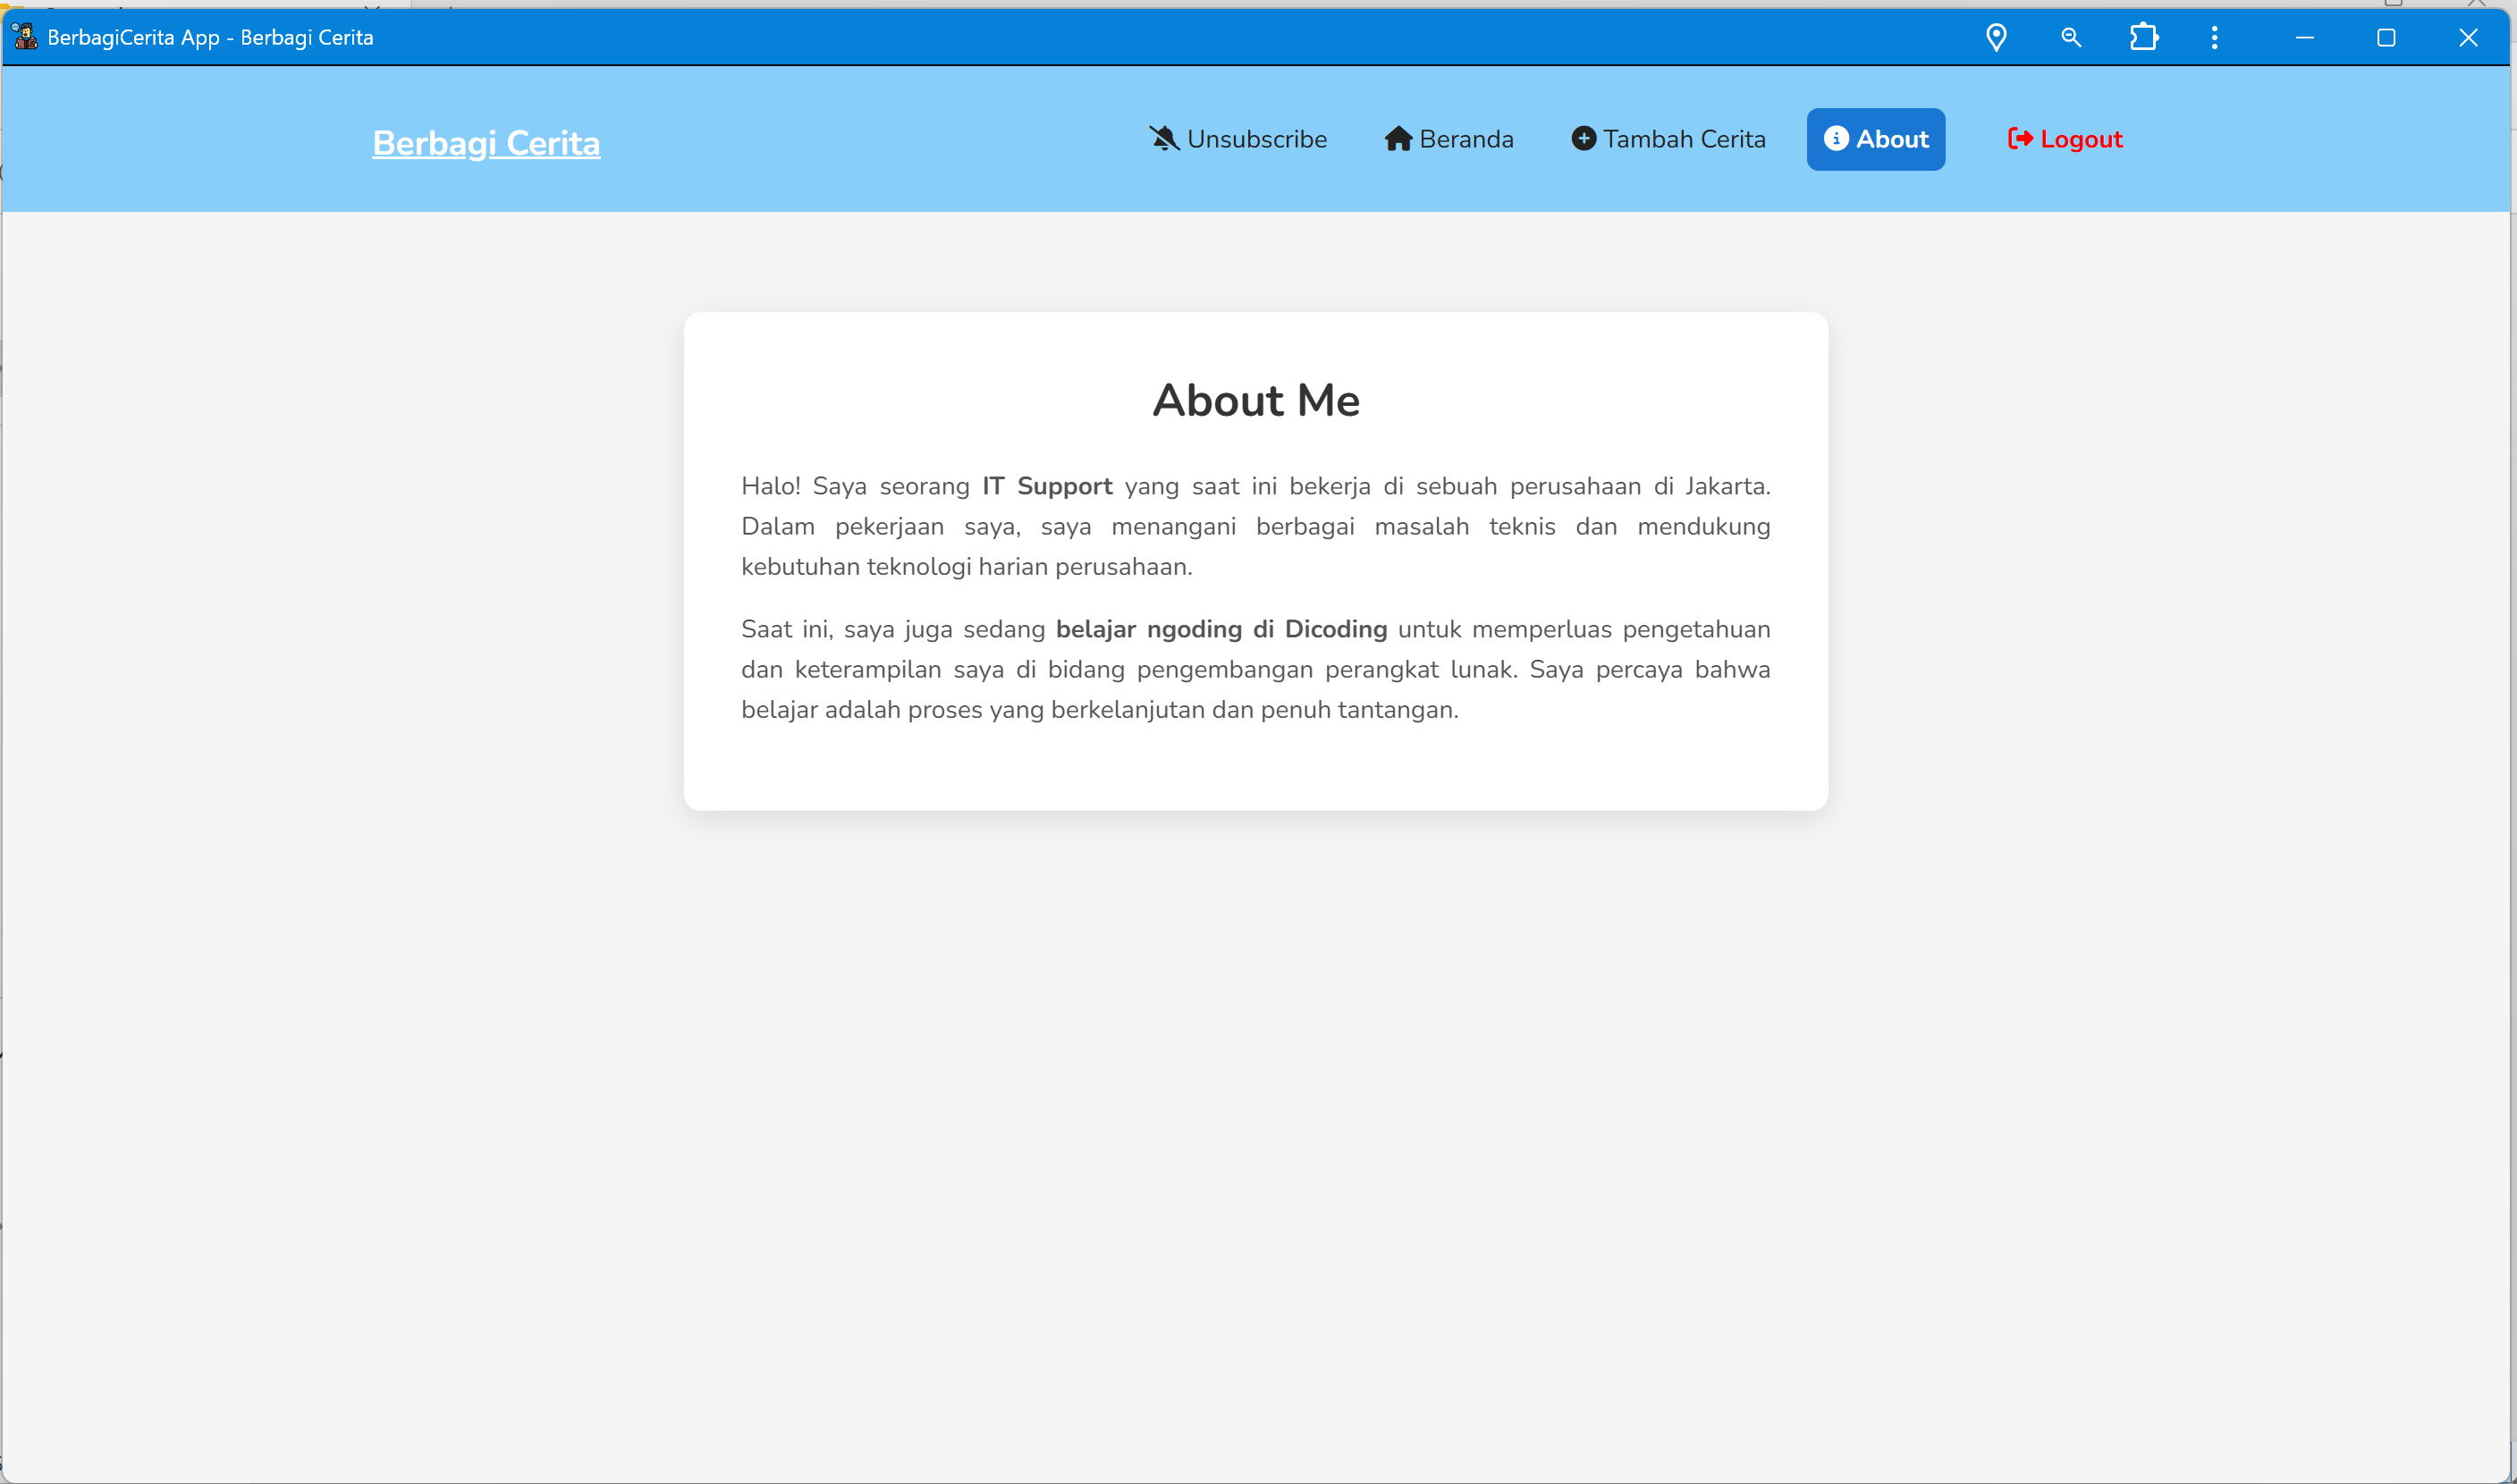 BerbagiCerita App - Berbagi Cerita
Berbagi Cerita
Unsubscribe
Beranda
Tambah Cerita
About
Logout
About Me
Halo! Saya seorang IT Support yang saat ini bekerja di sebuah perusahaan di Jakarta.
Dalam pekerjaan saya, saya menangani berbagai masalah teknis dan mendukung
kebutuhan teknologi harian perusahaan.
Saat ini, saya juga sedang belajar ngoding di Dicoding untuk memperluas pengetahuan
dan keterampilan saya di bidang pengembangan perangkat lunak. Saya percaya bahwa
belajar adalah proses yang berkelanjutan dan penuh tantangan.